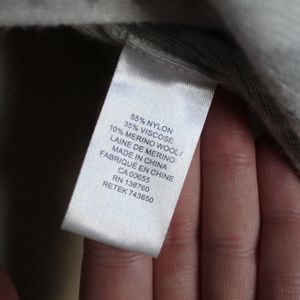 55% NYLON
35% VISCOSE
10% MERINO WOOL/
LAINE DE MERINO
MADE IN CHINA
FABRIQUÉ EN CHINE
CA 00655
RN 138760
RETEK 743650